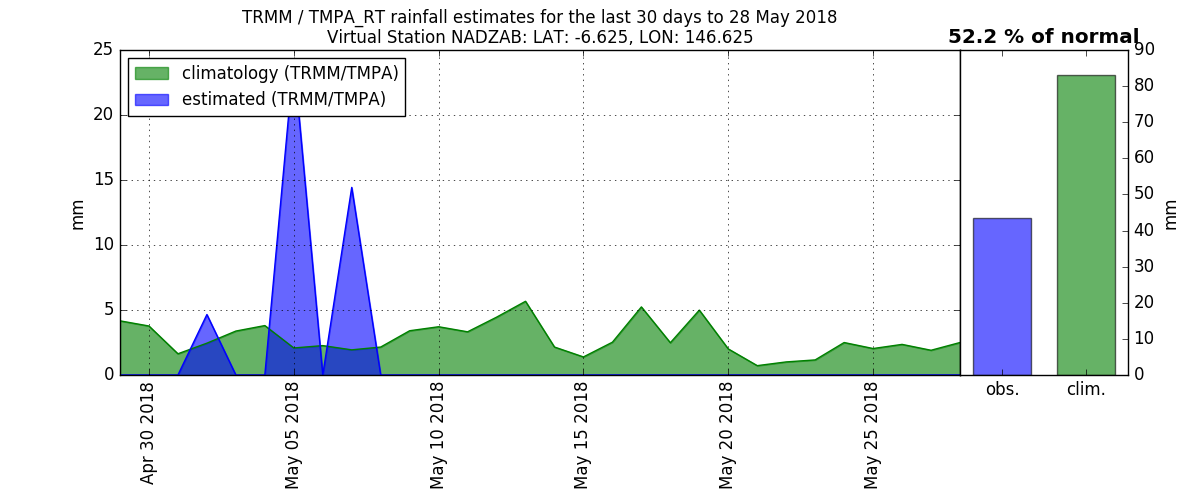 TRMM / TMPA_RT rainfall estimates for the last 30 days to 28 May 2018
Virtual Station NADZAB: LAT: -6.625, LON: 146.625
52.2 % of normal
climatology (TRMM/TMPA)
estimated (TRMM/TMPA)
25
20
15
10
5
0
mm
Apr 30 2018
May 05 2018
May 10 2018
May 15 2018
May 20 2018
May 25 2018
90
80
70
60
50
40
30
20
10
0
mm
obs.
clim.